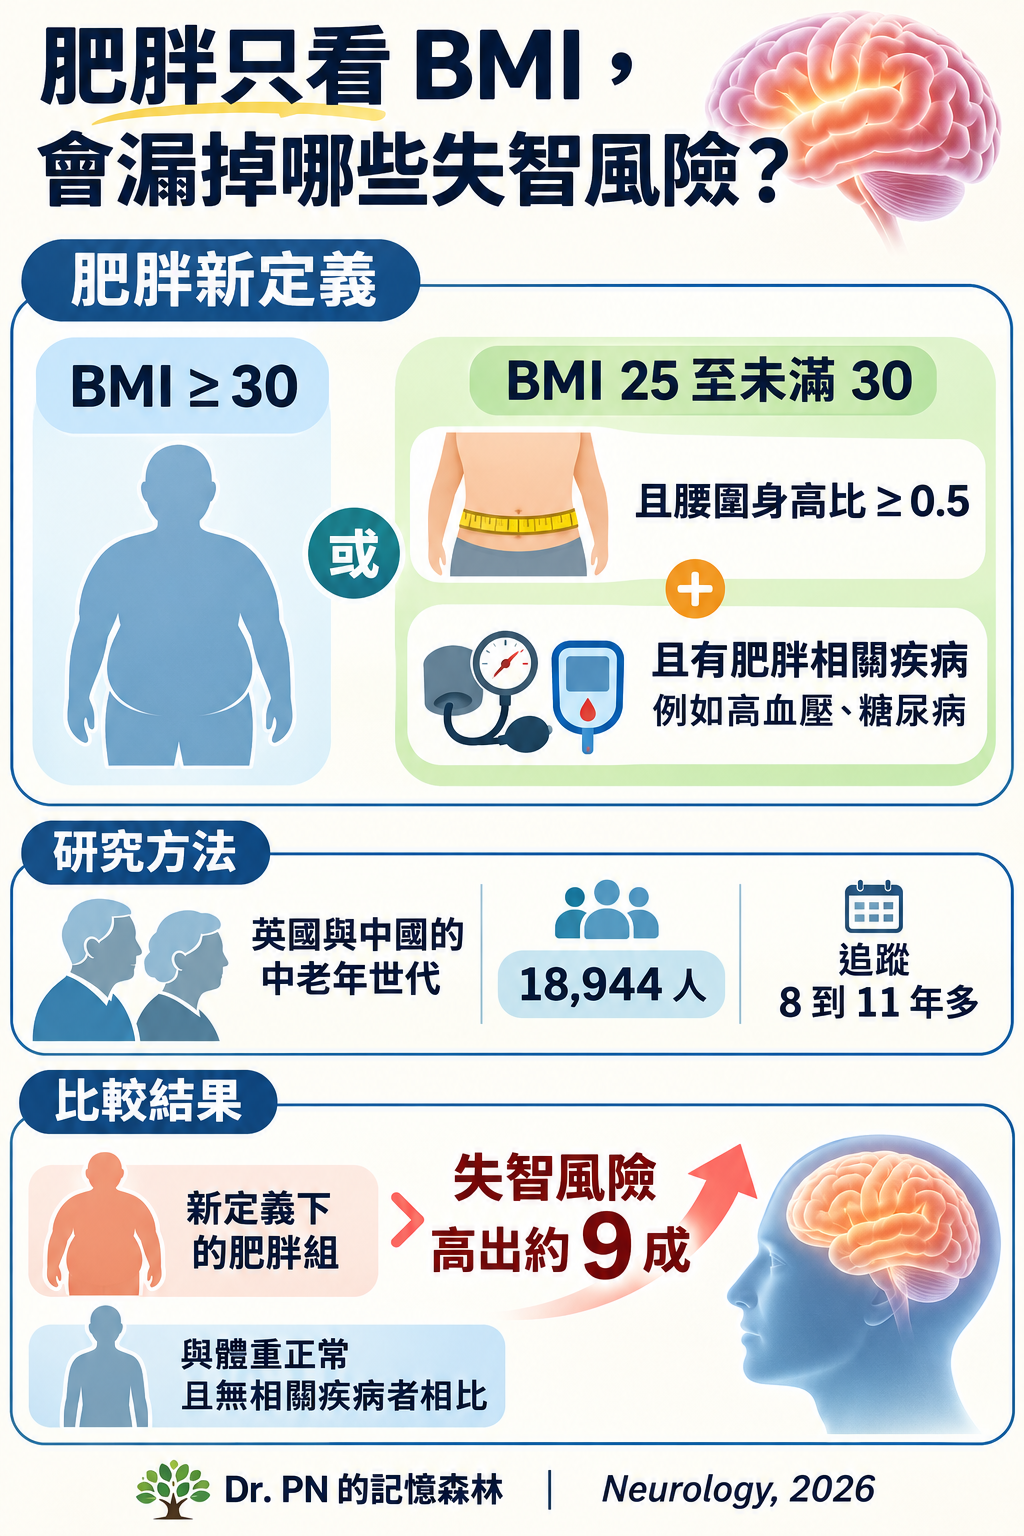 肥胖只看 BMI，
會漏掉哪些失智風險？
肥胖新定義
BMI ≥ 30
或
BMI 25 至未滿 30
且腰圍身高比 ≥ 0.5
+
且有肥胖相關疾病
例如高血壓、糖尿病
研究方法
英國與中國的
中老年世代
18,944 人
追蹤
8 到 11 年多
比較結果
新定義下
的肥胖組
失智風險
高出約 9 成
與體重正常
且無相關疾病者相比
Dr. PN 的記憶森林 | Neurology, 2026